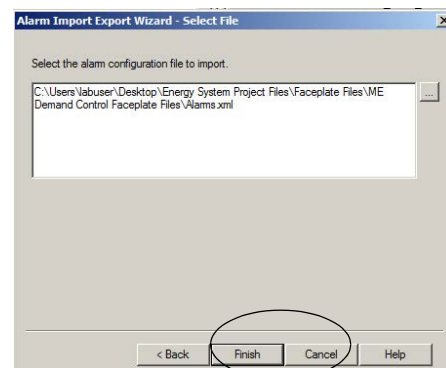 Alarm Import Export Wizard - Select File
Select the alarm configuration file to import.
C:\Users\labuser\Desktop\Energy System Project Files\Faceplate Files\ME
Demand Control Faceplate Files\Alarms.xml
...
< Back Finish Cancel Help